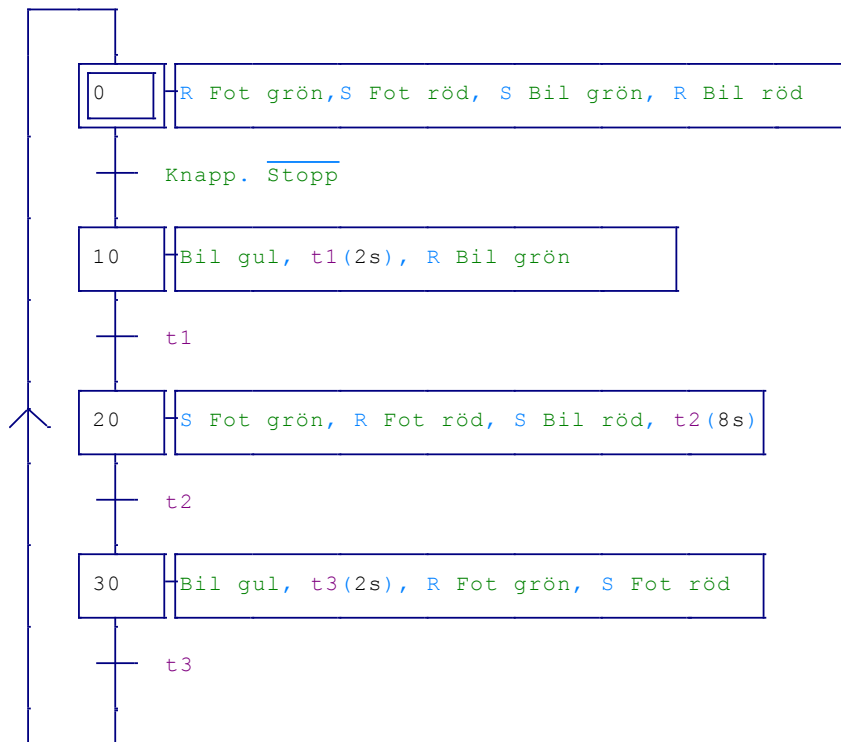 0 R Fot grön,S Fot röd, S Bil grön, R Bil röd
Knapp. S̅t̅o̅p̅p̅
10 Bil gul, t1(2s), R Bil grön
t1
20 S Fot grön, R Fot röd, S Bil röd, t2(8s)
t2
30 Bil gul, t3(2s), R Fot grön, S Fot röd
t3